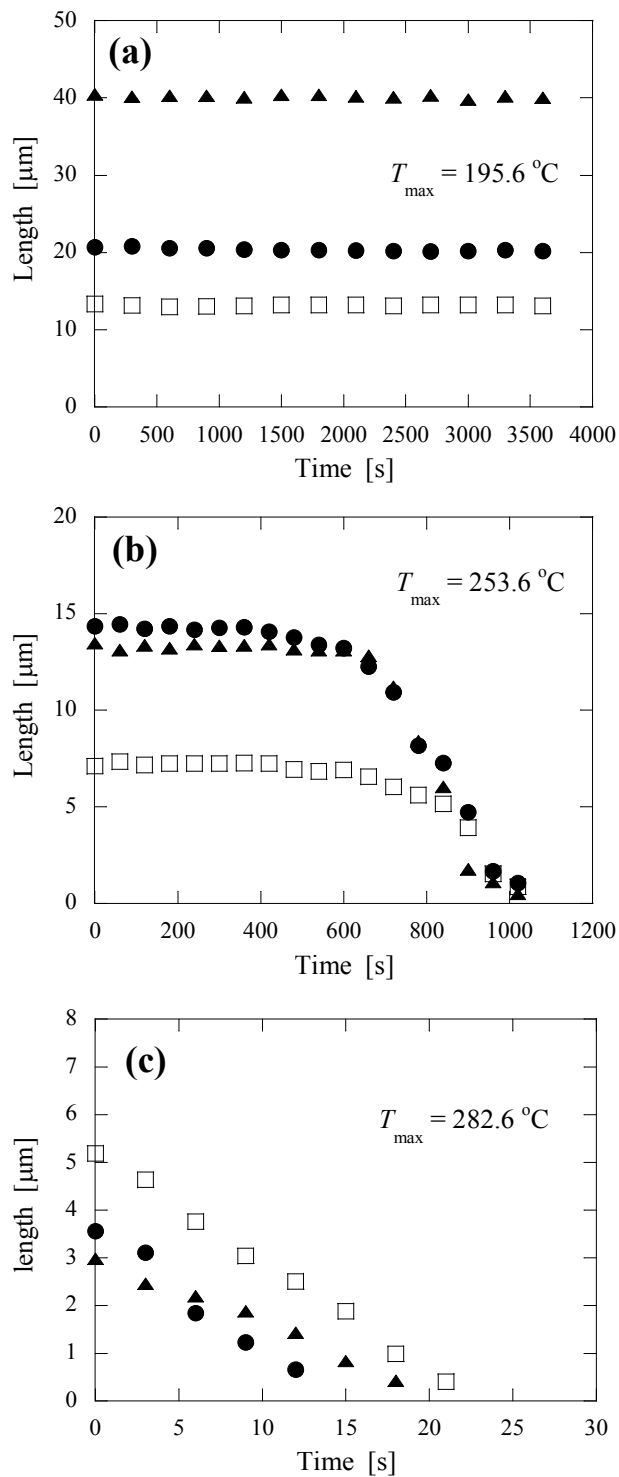 50
(a)
40
T_max = 195.6 °C
30
Length [μm]
20
10
0
0 500 1000 1500 2000 2500 3000 3500 4000
Time [s]
20
(b)
T_max = 253.6 °C
15
Length [μm]
10
5
0
0 200 400 600 800 1000 1200
Time [s]
8
(c)
7
6
T_max = 282.6 °C
5
length [μm]
4
3
2
1
0
0 5 10 15 20 25 30
Time [s]